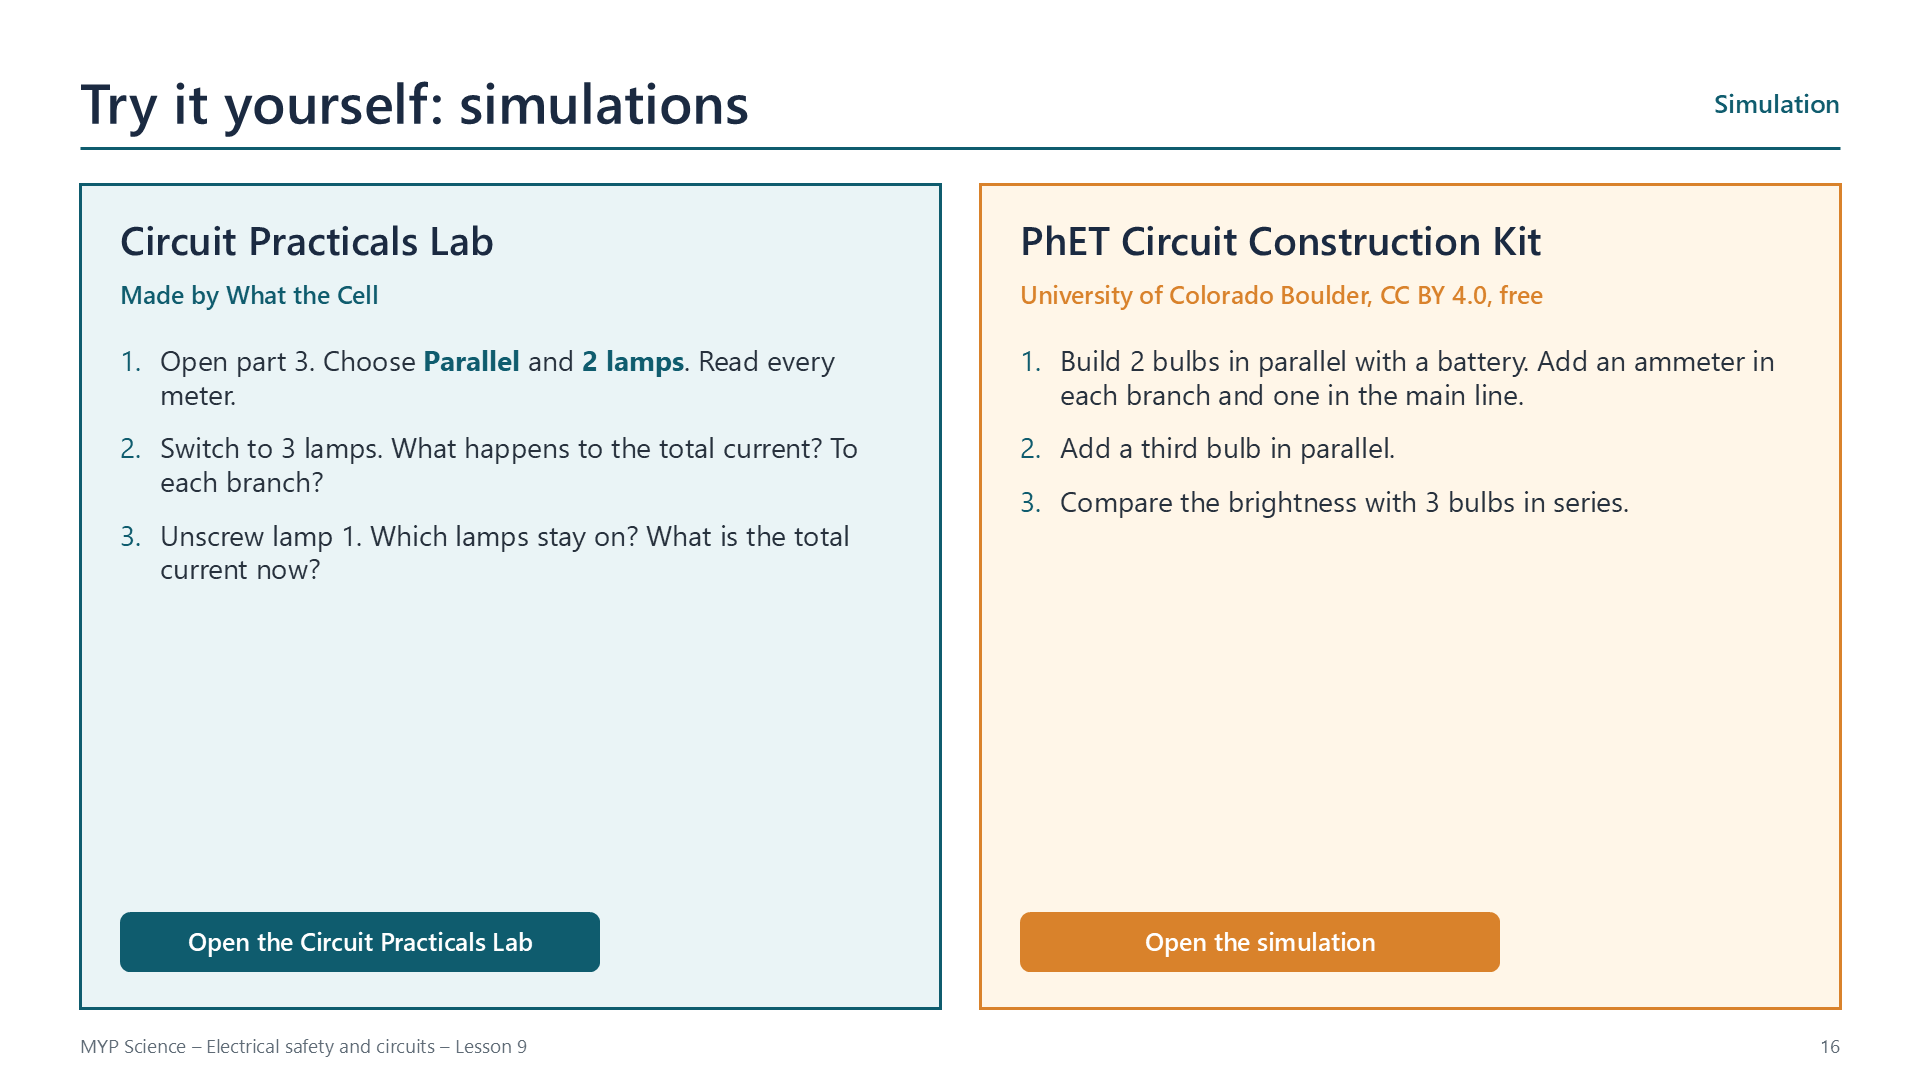 Try it yourself: simulations
Simulation
Circuit Practicals Lab
Made by What the Cell
1. Open part 3. Choose Parallel and 2 lamps. Read every
meter.
2. Switch to 3 lamps. What happens to the total current? To
each branch?
3. Unscrew lamp 1. Which lamps stay on? What is the total
current now?
Open the Circuit Practicals Lab
PhET Circuit Construction Kit
University of Colorado Boulder, CC BY 4.0, free
1. Build 2 bulbs in parallel with a battery. Add an ammeter in
each branch and one in the main line.
2. Add a third bulb in parallel.
3. Compare the brightness with 3 bulbs in series.
Open the simulation
MYP Science – Electrical safety and circuits – Lesson 9
16